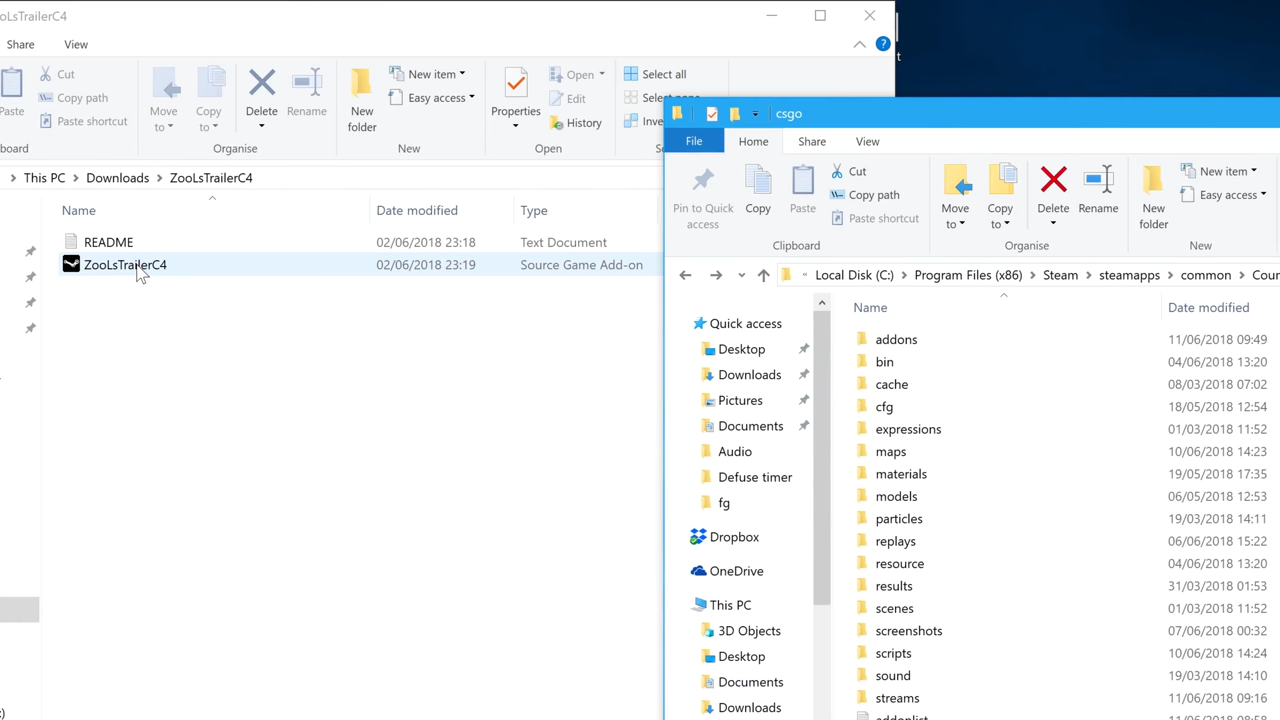 oLsTrailerC4
t
Share View
Paste
Cut
Copy path
Paste shortcut
Move to
Copy to
Delete
Rename
New folder
New item
Easy access
Properties
Open
Edit
History
Select all
board
Organise
New
Open
This PC > Downloads > ZooLsTrailerC4
Name Date modified Type
README 02/06/2018 23:18 Text Document
ZooLsTrailerC4 02/06/2018 23:19 Source Game Add-on
csgo
File Home Share View
Pin to Quick access
Copy
Paste
Cut
Copy path
Paste shortcut
Move to
Copy to
Delete
Rename
New folder
New item
Easy access
Clipboard
Organise
New
« Local Disk (C:) > Program Files (x86) > Steam > steamapps > common > Coun
Quick access
Desktop
Downloads
Pictures
Documents
Audio
Defuse timer
fg
Dropbox
OneDrive
This PC
3D Objects
Desktop
Documents
Downloads
Name Date modified
addons 11/06/2018 09:49
bin 04/06/2018 13:20
cache 08/03/2018 07:02
cfg 18/05/2018 12:54
expressions 01/03/2018 11:52
maps 10/06/2018 14:23
materials 19/05/2018 17:35
models 06/05/2018 12:53
particles 19/03/2018 14:11
replays 06/06/2018 15:22
resource 04/06/2018 13:20
results 31/03/2018 01:53
scenes 01/03/2018 11:52
screenshots 07/06/2018 00:32
scripts 10/06/2018 14:24
sound 19/03/2018 14:10
streams 11/06/2018 09:16